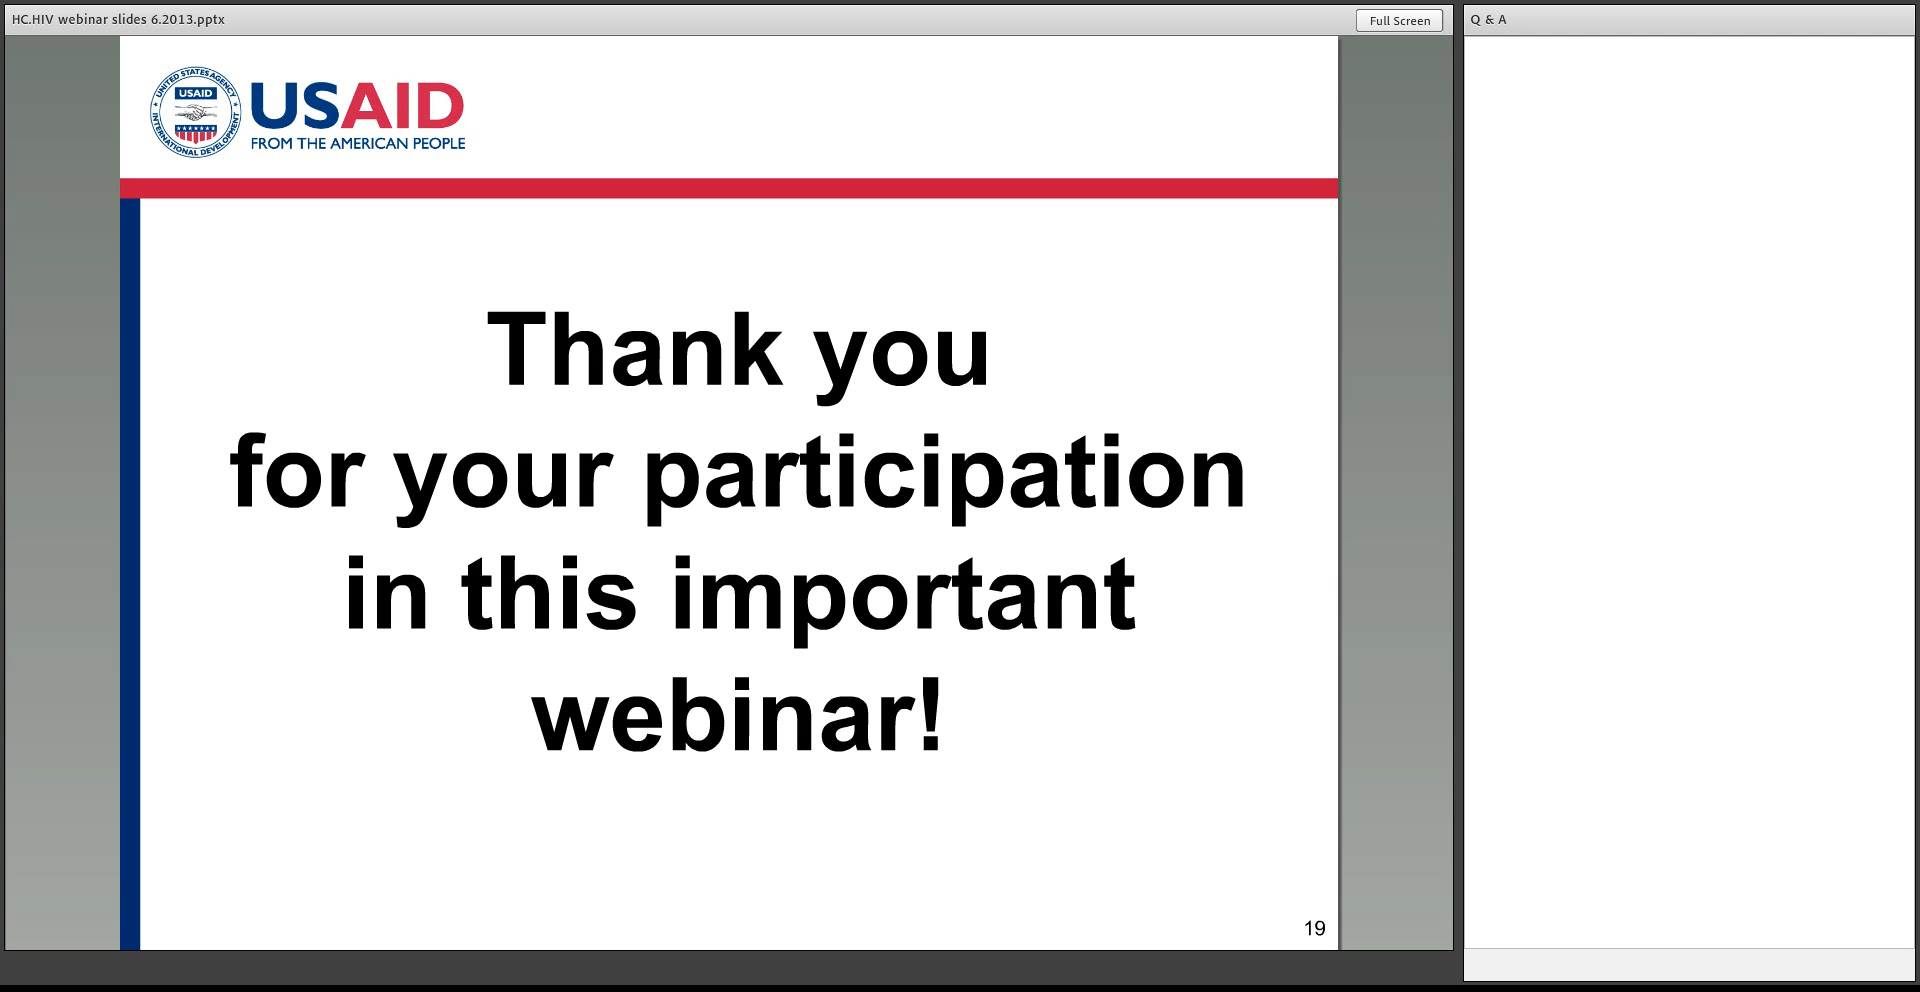 HC.HIV webinar slides 6.2013.pptx
Full Screen
Q & A
UNITED STATES AGENCY
INTERNATIONAL DEVELOPMENT
USAID
USAID
FROM THE AMERICAN PEOPLE
Thank you
for your participation
in this important
webinar!
19